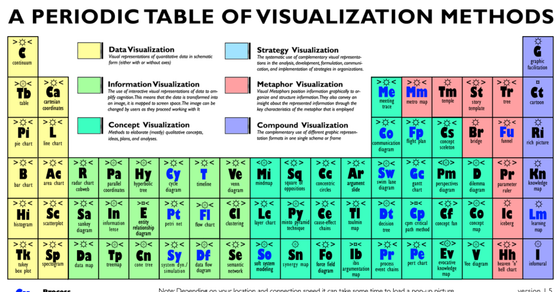 A PERIODIC TABLE OF VISUALIZATION METHODS
>☼<
C
continuum
Data Visualization
Visual representations of quantitative data in schematic
form (either with or without axes)
Strategy Visualization
The systematic use of complementary visual representa-
tions in the analysis, development, formulation, communi-
cation, and implementation of strategies in organizations.
G
graphic
facilitation
Tb
table
Ca
cartesian
coordinates
Information Visualization
The use of interactive visual representations of data to am-
plify cognition. This means that the data is transformed into
an image, it is mapped to screen space. The image can be
changed by users as they proceed working with it
Metaphor Visualization
Visual Metaphors position information graphically to or-
ganize and structure information. They also convey an
insight about the represented information through the
key characteristics of the metaphor that is employed
Me
meeting
trace
Mm
metro map
Tm
temple
St
story
template
Tr
tree
Ct
cartoon
Pi
pie chart
L
line chart
Concept Visualization
Methods to elaborate (mostly) qualitative concepts,
ideas, plans, and analyses.
Compound Visualization
The complementary use of different graphic represen-
tation formats in one single schema or frame
Co
communication
diagram
Fp
flight plan
Cs
concept
skeleton
Br
bridge
Fu
funnel
Ri
rich picture
B
bar chart
Ac
area chart
R
radar chart
cobweb
Pa
parallel
coordinates
Hy
hyperbolic
tree
Cy
cycle
diagram
T
timeline
Ve
venn
diagram
Mi
mindmap
Sq
square of
oppositions
Cc
concentric
circles
Ar
argument
slide
Sw
swim lane
diagram
Gc
gantt
chart
Pm
perspectives
diagram
D
dilemma
diagram
Pr
parameter
ruler
Kn
knowledge
map
Hi
histogram
Sc
scatterplot
Sa
sankey
diagram
In
information
lense
E
entity
relationship
diagram
Pt
petri net
Fl
flow chart
Cl
clustering
Lc
layer chart
Py
minto pyramid
technique
Ce
cause-effect
chains
Tl
toulmin
map
Dt
decision
tree
Cp
cpm critical
path method
Cf
concept fan
Co
concept
map
Ic
iceberg
Lm
learning
map
Tk
tukey
box plot
Sp
spectrogram
Da
data map
Tp
treemap
Cn
cone tree
Sy
system dyn./
simulation
Df
data flow
diagram
Se
semantic
network
So
soft system
modeling
Sn
synergy map
Fo
force field
diagram
Ib
ibis
argumentation
map
Pr
process
event chains
Pe
pert chart
Ev
evocative
knowledge
map
V
Vee diagram
Hh
heaven 'n'
hell chart
I
infomural
Process
Note: Depending on your location and connection speed it can take some time to load a pop-up picture.
version 1.5